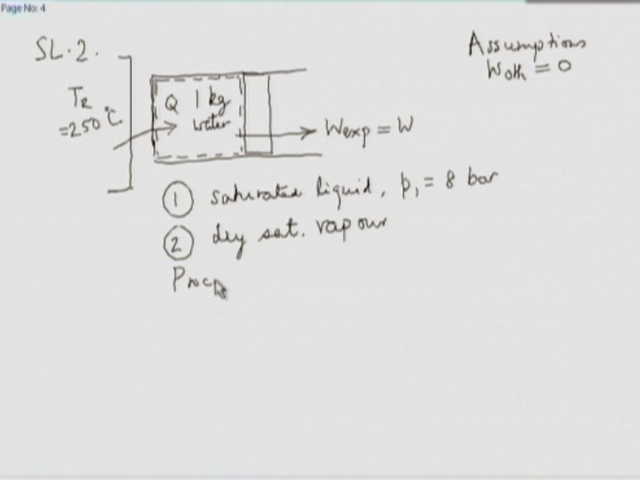 Page No: 4
SL.2.
Assumptions
Woth = 0
TR
=250°C
Q 1 kg
water
Wexp = W
1 saturated liquid, p1 = 8 bar
2 dry sat. vapour
Proc